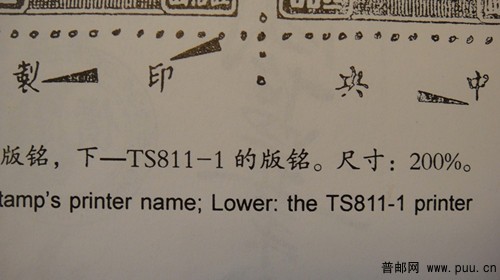 製 印 央 中
版铭，下—TS811-1 的版铭。尺寸：200%。
tamp's printer name; Lower: the TS811-1 printer
普邮网 www.puu.cn